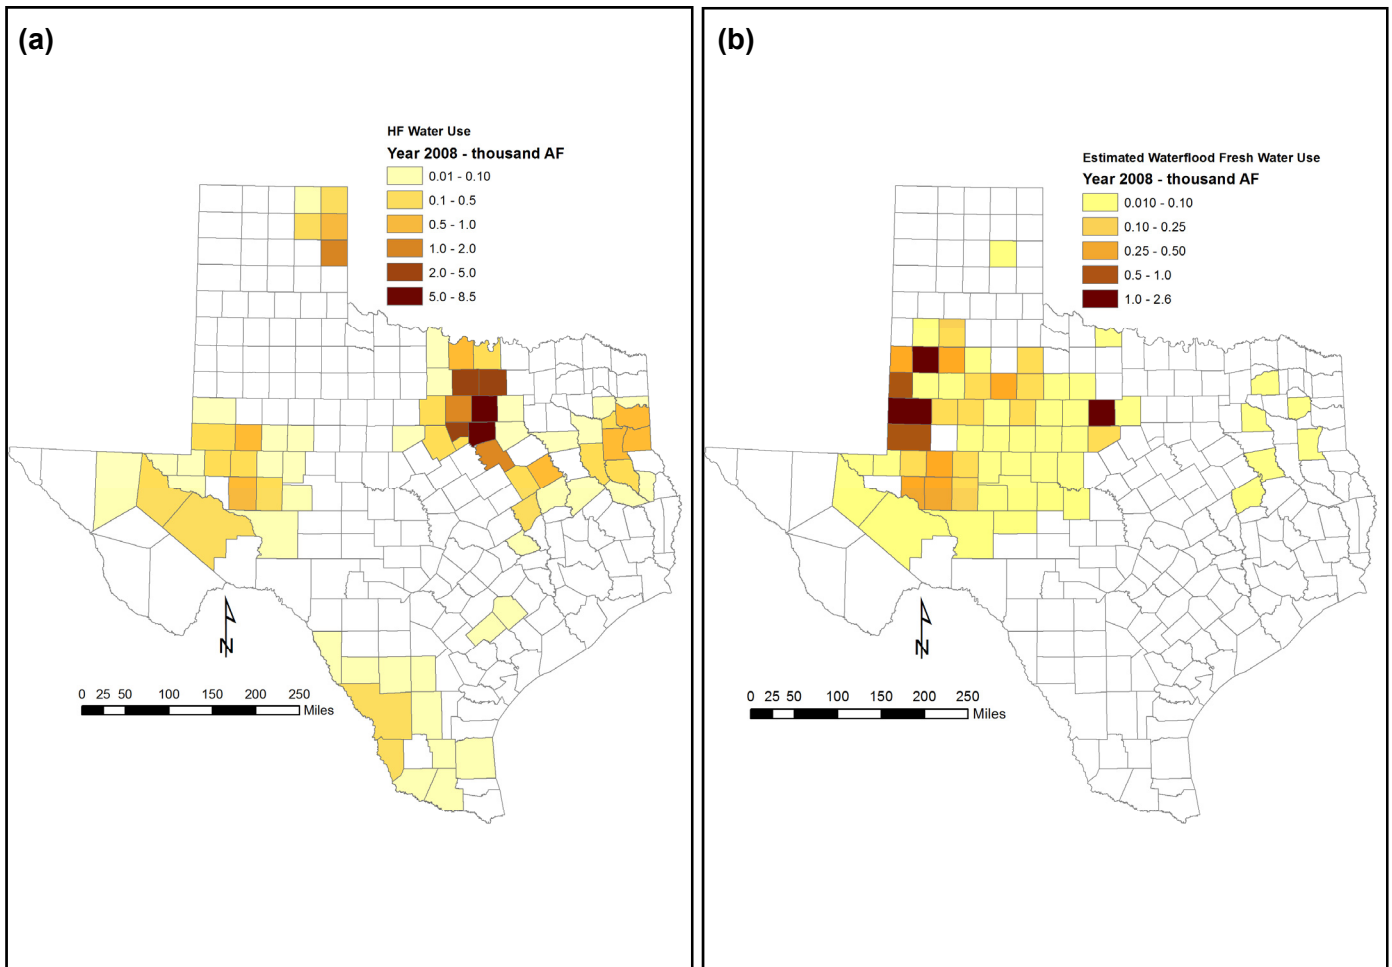 (a)
HF Water Use
Year 2008 - thousand AF
0.01 - 0.10
0.1 - 0.5
0.5 - 1.0
1.0 - 2.0
2.0 - 5.0
5.0 - 8.5
N
0 25 50 100 150 200 250
Miles
(b)
Estimated Waterflood Fresh Water Use
Year 2008 - thousand AF
0.010 - 0.10
0.10 - 0.25
0.25 - 0.50
0.5 - 1.0
1.0 - 2.6
N
0 25 50 100 150 200 250
Miles